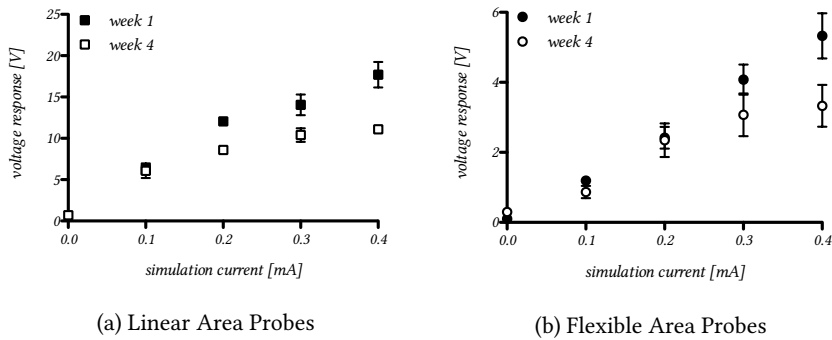 week 1
week 4
voltage response [V]
25
20
15
10
5
0
0.0 0.1 0.2 0.3 0.4
simulation current [mA]
(a) Linear Area Probes
week 1
week 4
voltage response [V]
6
4
2
0
0.0 0.1 0.2 0.3 0.4
simulation current [mA]
(b) Flexible Area Probes